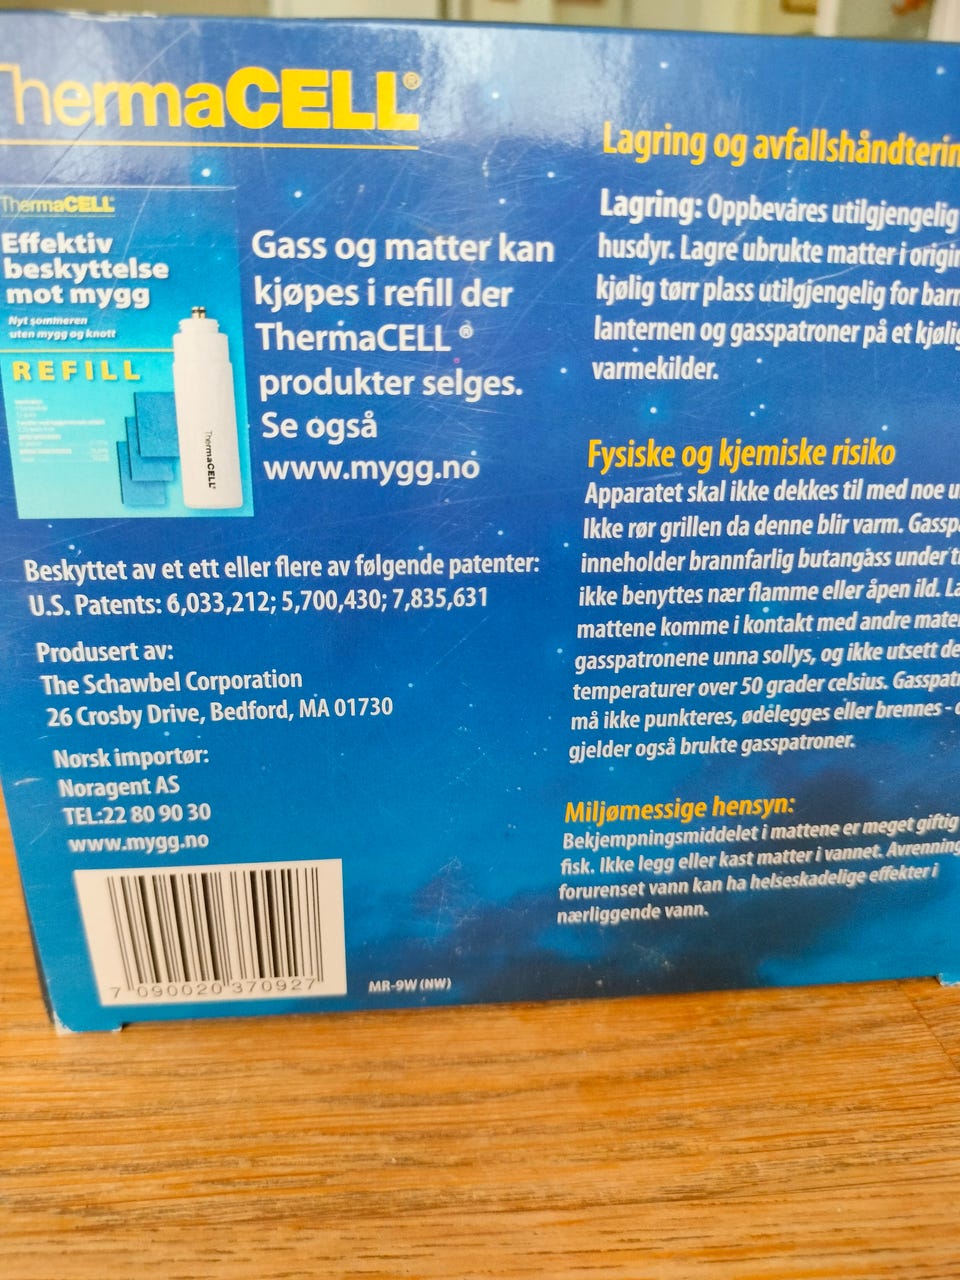 ThermaCELL®
ThermaCELL
Effektiv
beskyttelse
mot mygg
Nyt sommeren
uten mygg og knott
REFILL
ThermaCELL
Gass og matter kan
kjøpes i refill der
ThermaCELL ®
produkter selges.
Se også
www.mygg.no
Beskyttet av et ett eller flere av følgende patenter:
U.S. Patents: 6,033,212; 5,700,430; 7,835,631
Produsert av:
The Schawbel Corporation
26 Crosby Drive, Bedford, MA 01730
Norsk importør:
Noragent AS
TEL:22 80 90 30
www.mygg.no
7 090020 370927
MR-9W (NW)
Lagring og avfallshåndterin
Lagring: Oppbevares utilgjengelig
husdyr. Lagre ubrukte matter i origin
kjølig tørr plass utilgjengelig for barn
lanternen og gasspatroner på et kjølig
varmekilder.
Fysiske og kjemiske risiko
Apparatet skal ikke dekkes til med noe u
Ikke rør grillen da denne blir varm. Gassp
inneholder brannfarlig butangass under t
ikke benyttes nær flamme eller åpen ild. La
mattene komme i kontakt med andre mate
gasspatronene unna sollys, og ikke utsett de
temperaturer over 50 grader celsius. Gasspat
må ikke punkteres, ødelegges eller brennes -
gjelder også brukte gasspatroner.
Miljømessige hensyn:
Bekjempningsmiddelet i mattene er meget giftig
fisk. Ikke legg eller kast matter i vannet. Avrenning
forurenset vann kan ha helseskadelige effekter i
nærliggende vann.